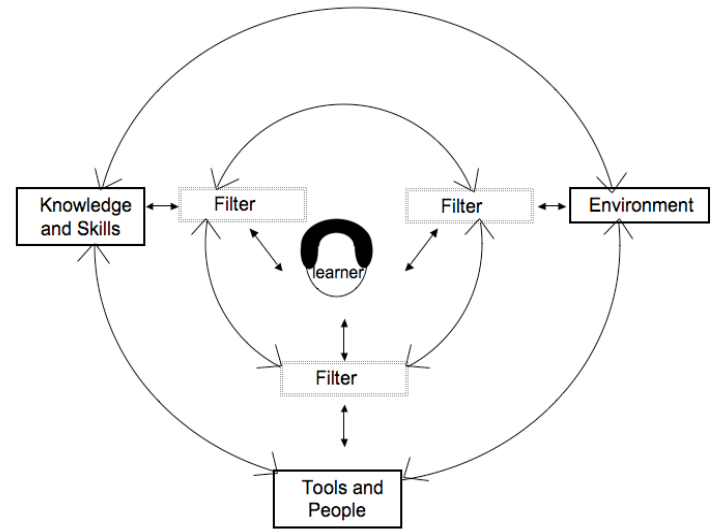 Knowledge
and Skills
Filter
Filter
Environment
learner
Filter
Tools and
People